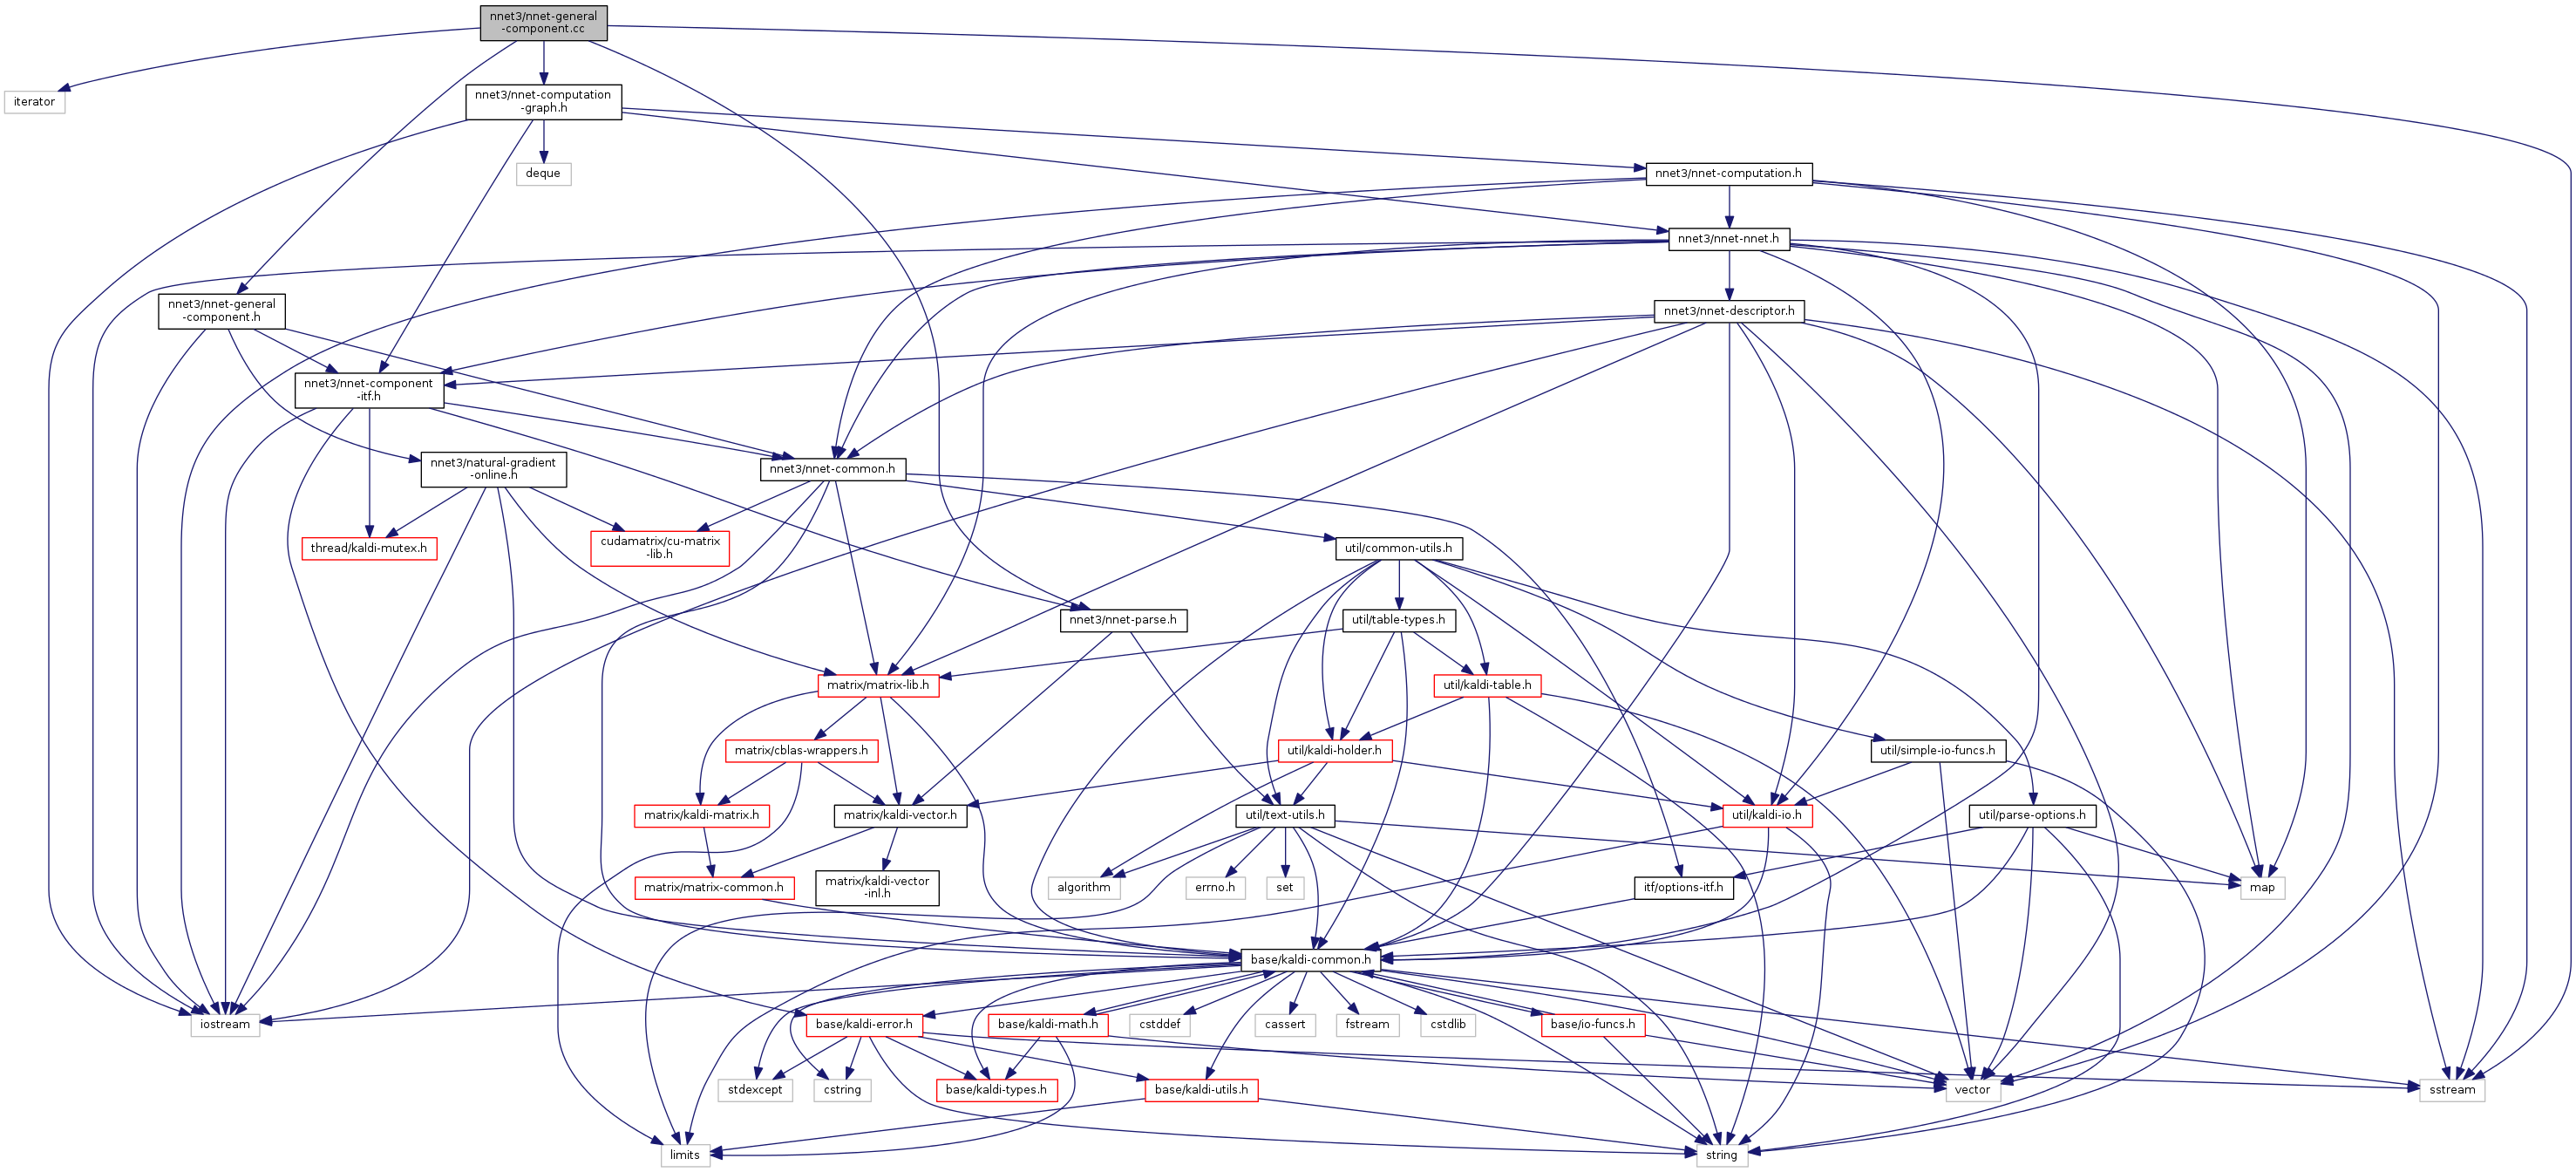 nnet3/nnet-general
-component.cc
iterator
nnet3/nnet-computation
-graph.h
deque
nnet3/nnet-computation.h
nnet3/nnet-nnet.h
nnet3/nnet-general
-component.h
nnet3/nnet-descriptor.h
nnet3/nnet-component
-itf.h
nnet3/natural-gradient
-online.h
nnet3/nnet-common.h
thread/kaldi-mutex.h
cudamatrix/cu-matrix
-lib.h
util/common-utils.h
nnet3/nnet-parse.h
util/table-types.h
matrix/matrix-lib.h
util/kaldi-table.h
matrix/cblas-wrappers.h
util/kaldi-holder.h
util/simple-io-funcs.h
matrix/kaldi-matrix.h
matrix/kaldi-vector.h
util/text-utils.h
util/kaldi-io.h
util/parse-options.h
matrix/matrix-common.h
matrix/kaldi-vector
-inl.h
algorithm
errno.h
set
itf/options-itf.h
map
base/kaldi-common.h
iostream
base/kaldi-error.h
base/kaldi-math.h
cstddef
cassert
fstream
cstdlib
base/io-funcs.h
stdexcept
cstring
base/kaldi-types.h
base/kaldi-utils.h
vector
sstream
limits
string